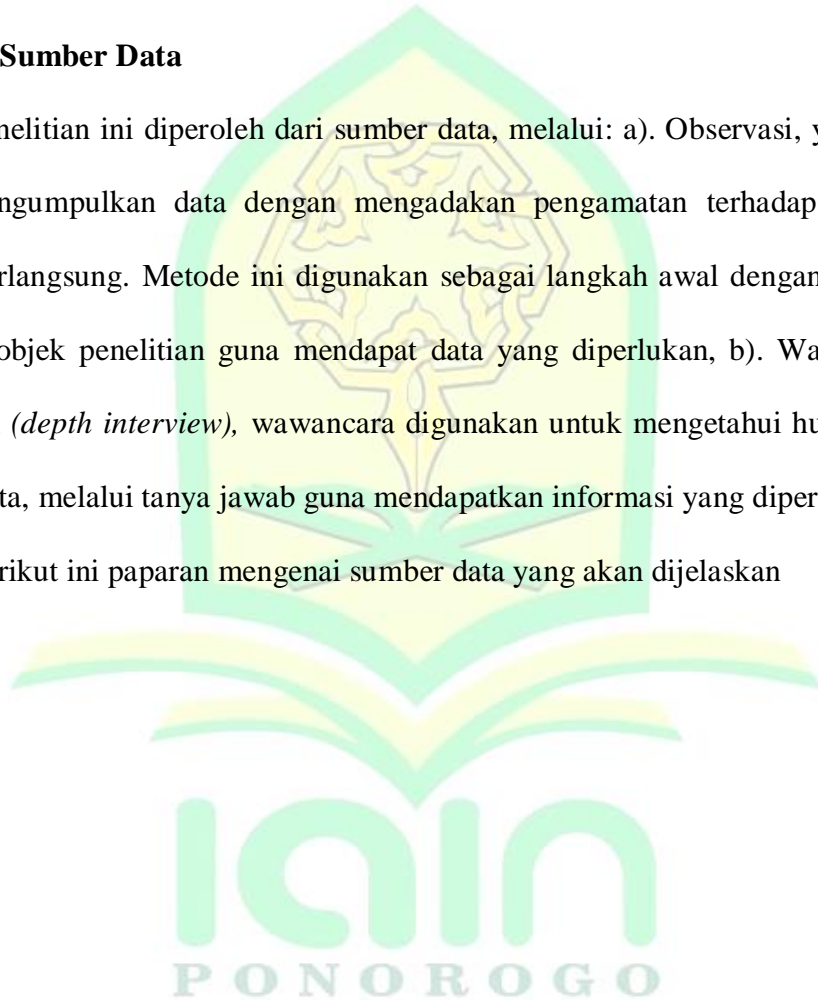 Sumber Data
nelitian ini diperoleh dari sumber data, melalui: a). Observasi, y
ngumpulkan data dengan mengadakan pengamatan terhadap
rlangsung. Metode ini digunakan sebagai langkah awal dengan
objek penelitian guna mendapat data yang diperlukan, b). Wa
(depth interview), wawancara digunakan untuk mengetahui hu
ta, melalui tanya jawab guna mendapatkan informasi yang diper
rikut ini paparan mengenai sumber data yang akan dijelaskan
IAIN
PONOROGO